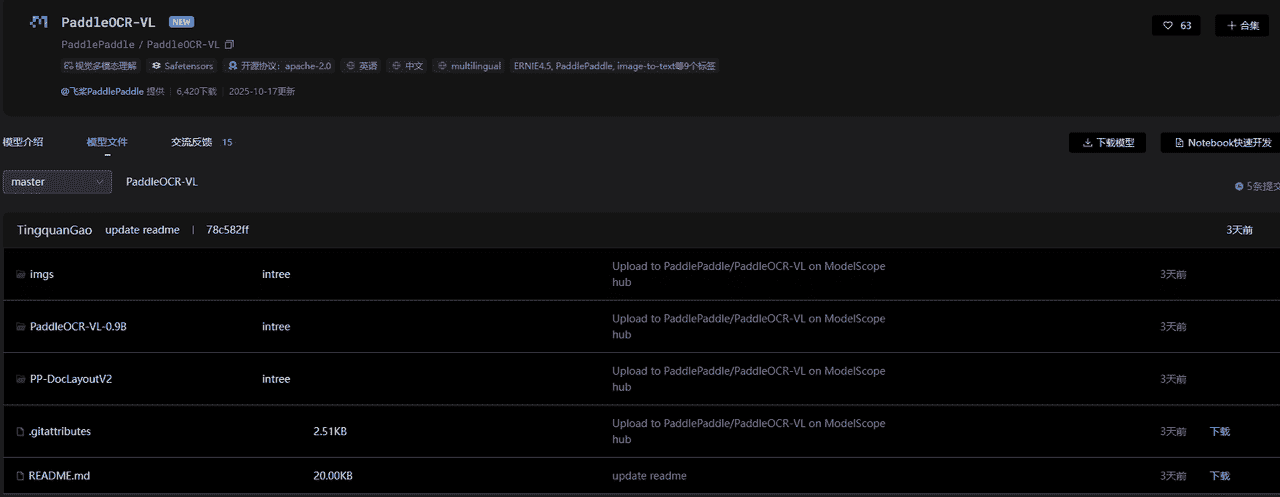 PaddleOCR-VL NEW
63
合集
PaddlePaddle / PaddleOCR-VL
视觉多模态理解 Safetensors 开源协议：apache-2.0 英语 中文 multilingual ERNIE4.5, PaddlePaddle, image-to-text等9个标签
@飞桨PaddlePaddle 提供 | 6,420下载 | 2025-10-17更新
模型介绍 模型文件 交流反馈 15 下载模型 Notebook快速开发
master PaddleOCR-VL 5条提交
TingquanGao update readme | 78c582ff 3天前
imgs intree Upload to PaddlePaddle/PaddleOCR-VL on ModelScope
hub 3天前
PaddleOCR-VL-0.9B intree Upload to PaddlePaddle/PaddleOCR-VL on ModelScope
hub 3天前
PP-DocLayoutV2 intree Upload to PaddlePaddle/PaddleOCR-VL on ModelScope
hub 3天前
.gitattributes 2.51KB Upload to PaddlePaddle/PaddleOCR-VL on ModelScope
hub 3天前 下载
README.md 20.00KB update readme 3天前 下载